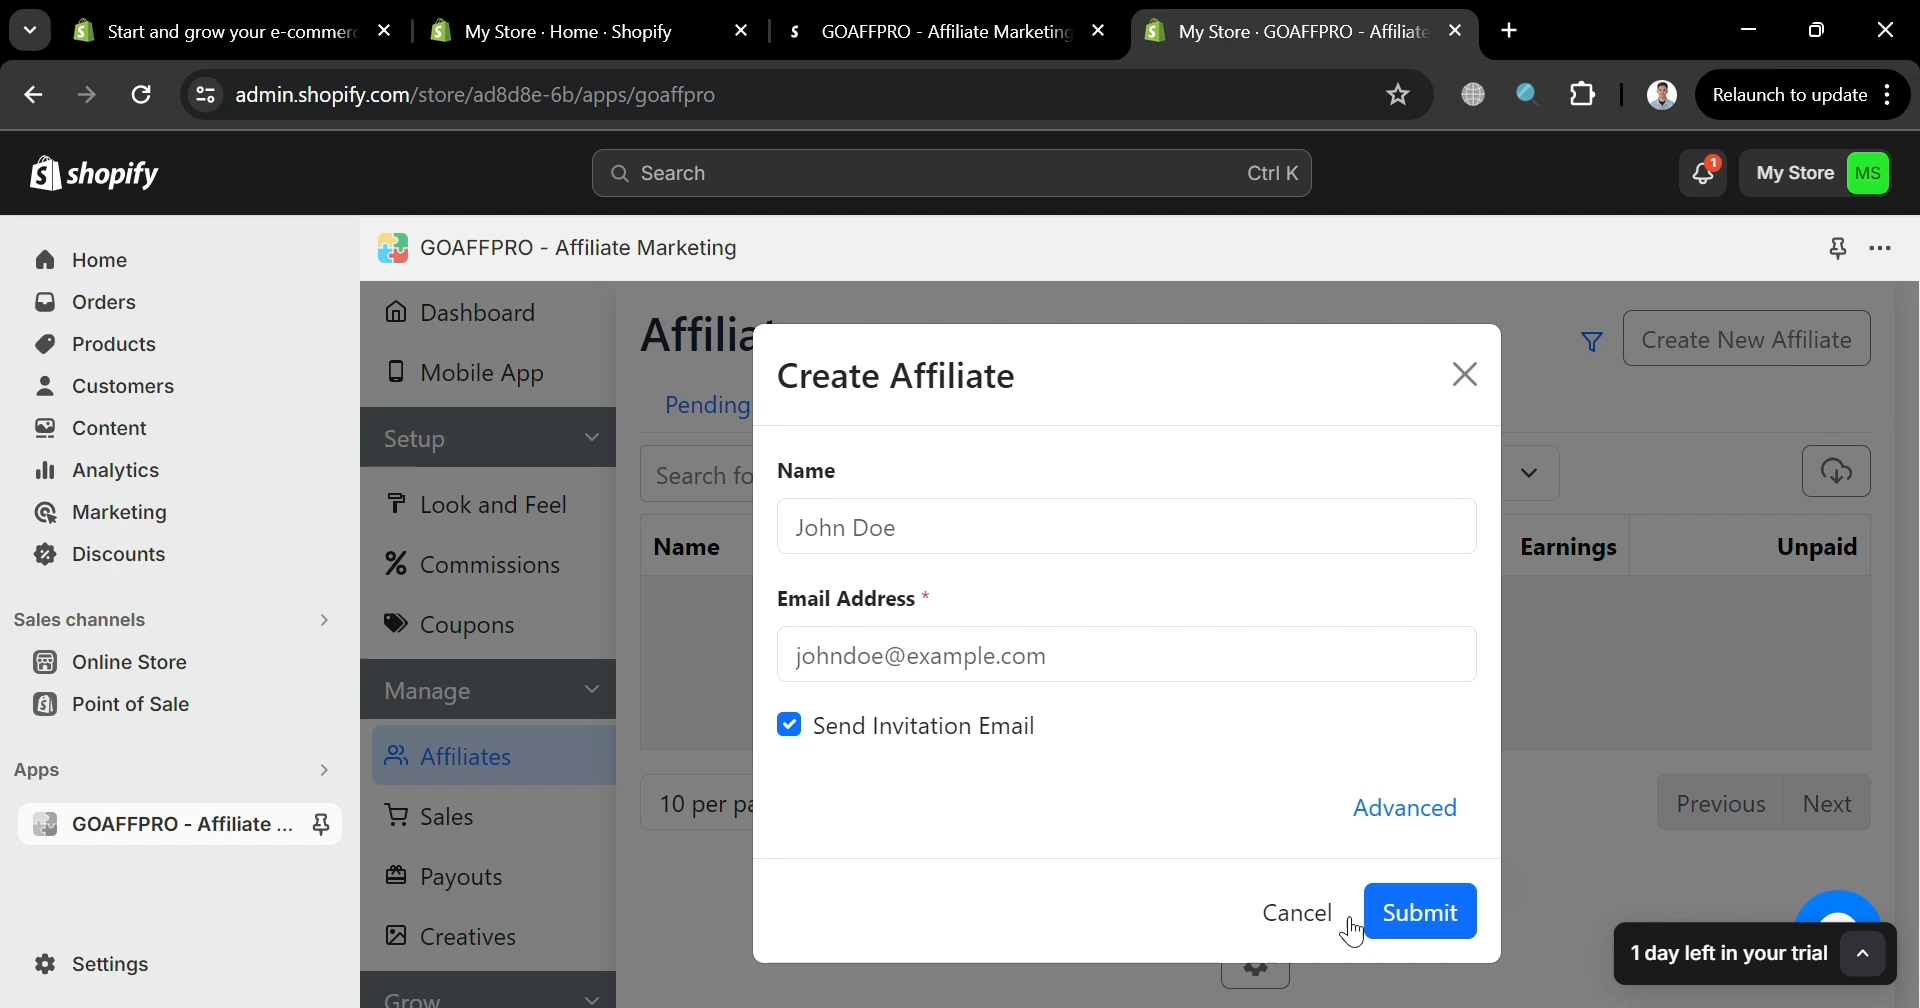 Start and grow your e-commerc
My Store · Home · Shopify
GOAFFPRO - Affiliate Marketing
My Store · GOAFFPRO - Affiliate
admin.shopify.com/store/ad8d8e-6b/apps/goaffpro
Relaunch to update
shopify
Search
Ctrl K
1
My Store
MS
Home
Orders
Products
Customers
Content
Analytics
Marketing
Discounts
Sales channels
Online Store
Point of Sale
Apps
GOAFFPRO - Affiliate ...
Settings
GOAFFPRO - Affiliate Marketing
Dashboard
Mobile App
Setup
Look and Feel
Commissions
Coupons
Manage
Affiliates
Sales
Payouts
Creatives
Grow
Affiliat
Create New Affiliate
Pending
Search fo
Name
Earnings
Unpaid
10 per pa
Previous
Next
Create Affiliate
Name
John Doe
Email Address *
johndoe@example.com
Send Invitation Email
Advanced
Cancel
Submit
1 day left in your trial